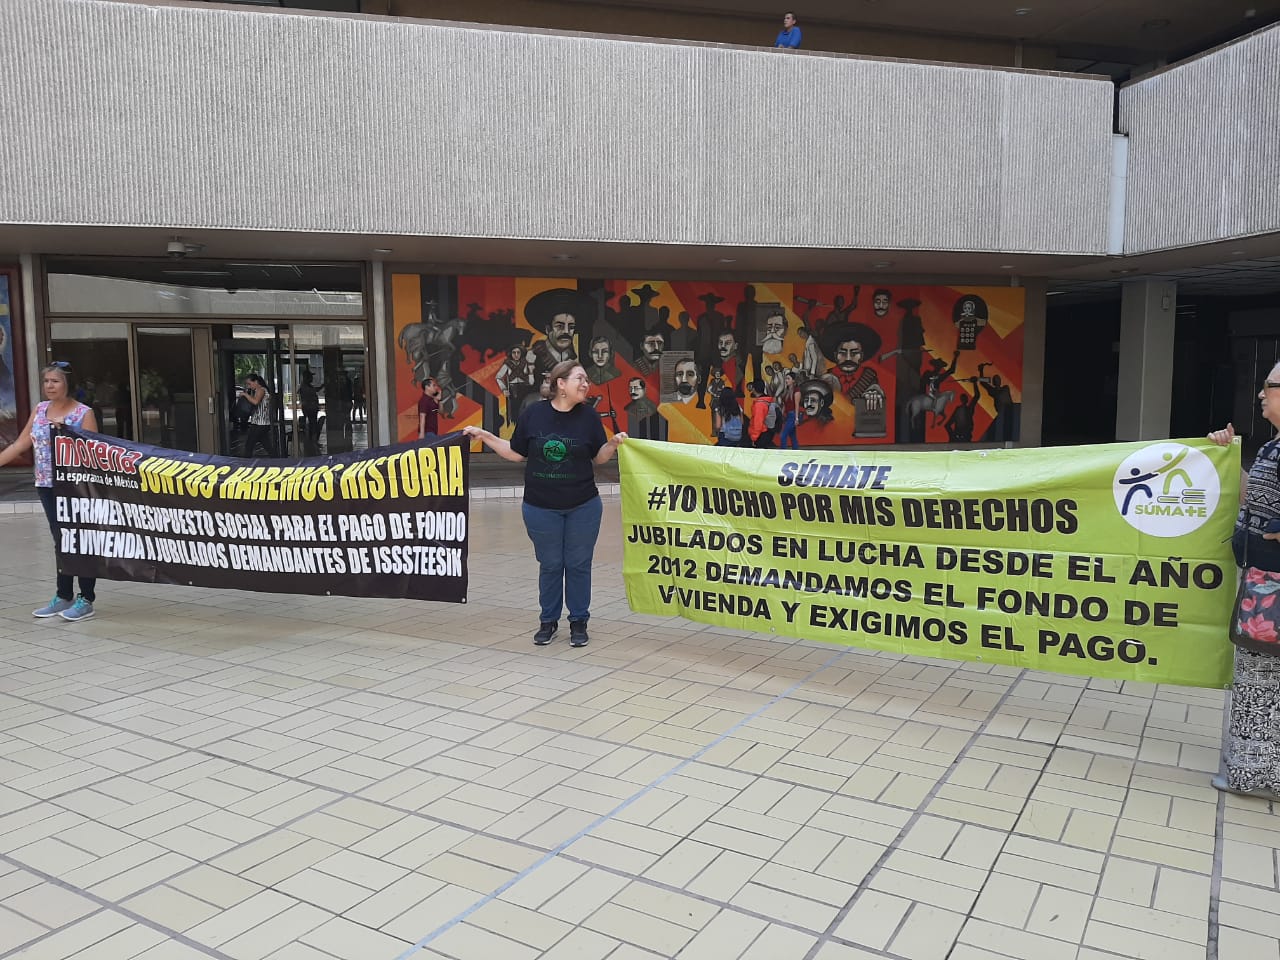 morena
La esperanza de México
JUNTOS HAREMOS HISTORIA
EL PRIMER PRESUPUESTO SOCIAL PARA EL PAGO DE FONDO
DE VIVIENDA A JUBILADOS DEMANDANTES DE ISSSTEESIN
SÚMATE
#YO LUCHO POR MIS DERECHOS
JUBILADOS EN LUCHA DESDE EL AÑO
2012 DEMANDAMOS EL FONDO DE
VIVIENDA Y EXIGIMOS EL PAGO.
SÚMATE